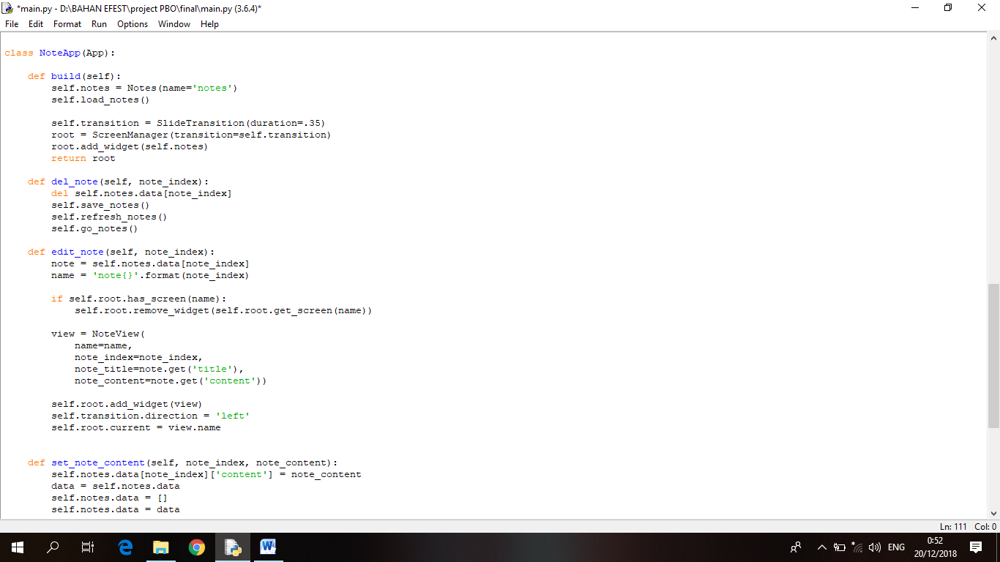 *main.py - D:\BAHAN EFEST\project PBO\final\main.py (3.6.4)*
File Edit Format Run Options Window Help
class NoteApp(App):
    def build(self):
        self.notes = Notes(name='notes')
        self.load_notes()
        self.transition = SlideTransition(duration=.35)
        root = ScreenManager(transition=self.transition)
        root.add_widget(self.notes)
        return root
    def del_note(self, note_index):
        del self.notes.data[note_index]
        self.save_notes()
        self.refresh_notes()
        self.go_notes()
    def edit_note(self, note_index):
        note = self.notes.data[note_index]
        name = 'note{}'.format(note_index)
        if self.root.has_screen(name):
            self.root.remove_widget(self.root.get_screen(name))
        view = NoteView(
            name=name,
            note_index=note_index,
            note_title=note.get('title'),
            note_content=note.get('content'))
        self.root.add_widget(view)
        self.transition.direction = 'left'
        self.root.current = view.name
    def set_note_content(self, note_index, note_content):
        self.notes.data[note_index]['content'] = note_content
        data = self.notes.data
        self.notes.data = []
        self.notes.data = data
Ln: 111 Col: 0
ENG
0:52
20/12/2018